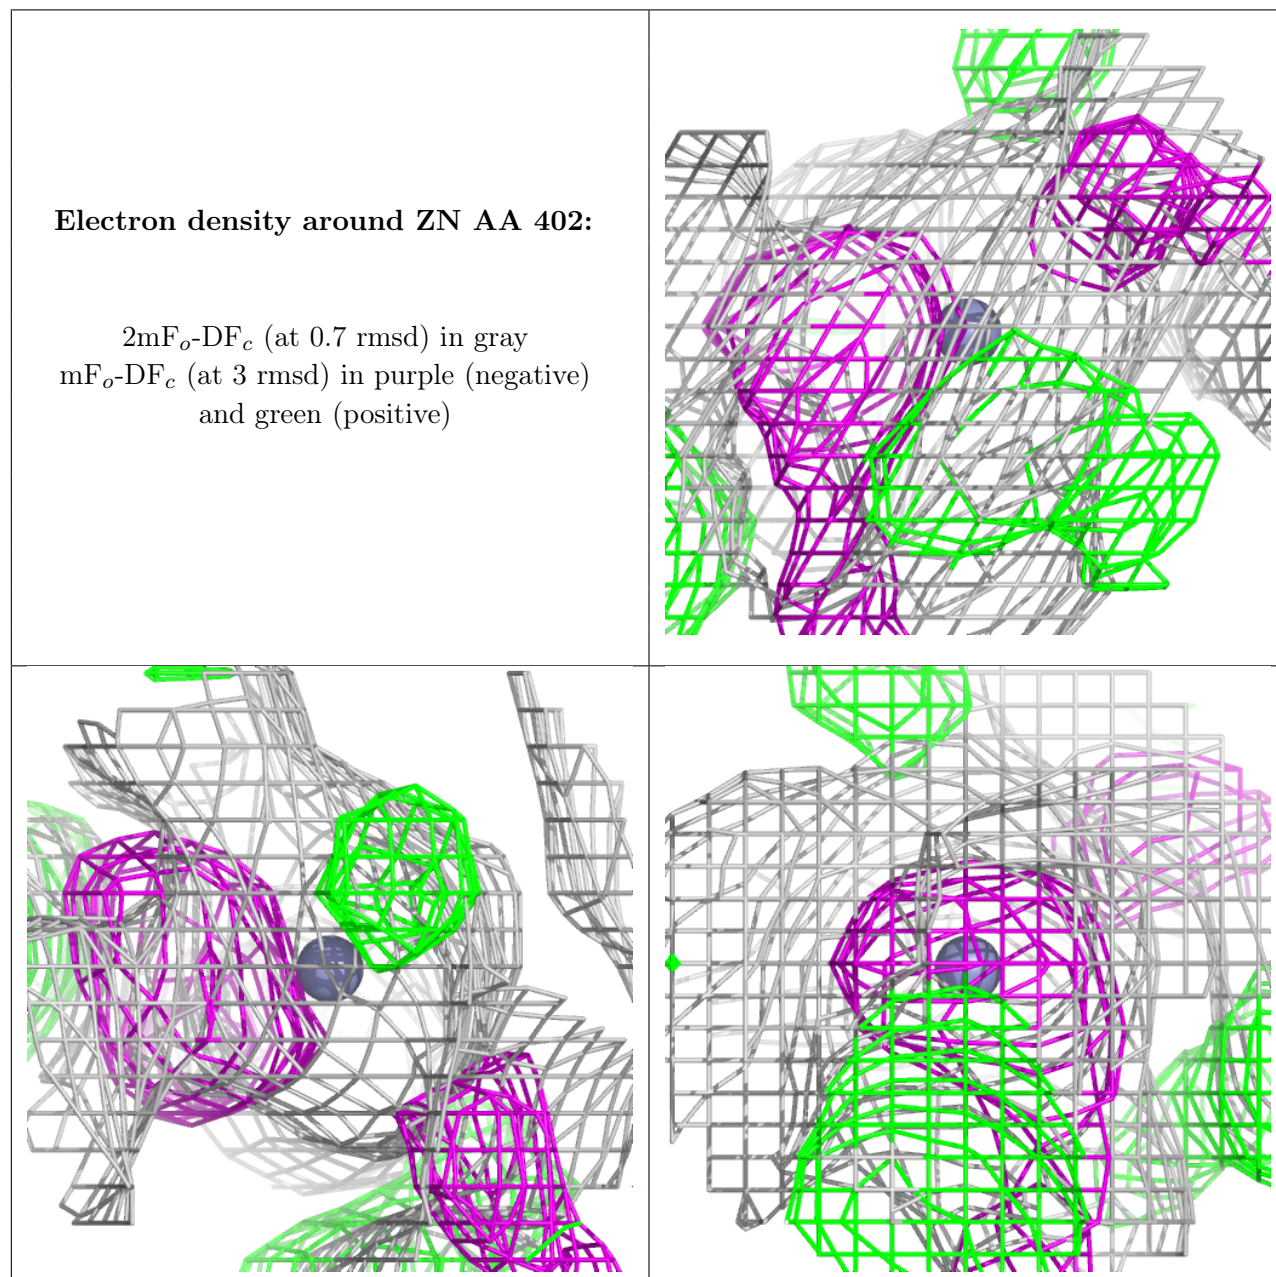 Electron density around ZN AA 402:
2mFo-DFc (at 0.7 rmsd) in gray
mFo-DFc (at 3 rmsd) in purple (negative)
and green (positive)